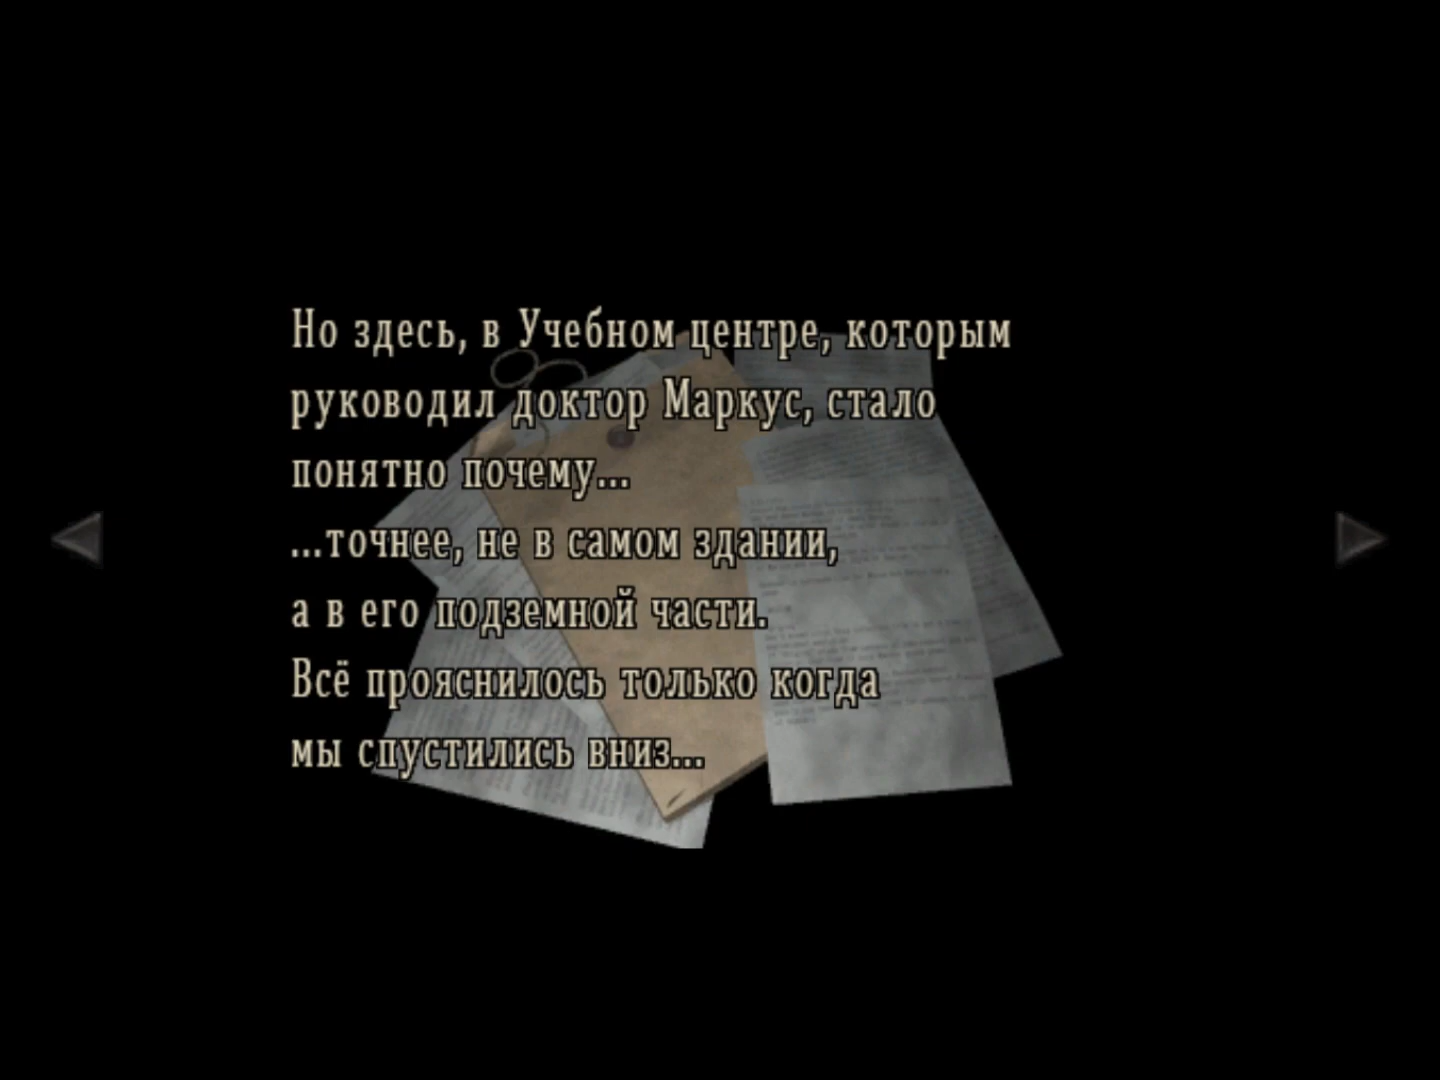 Но здесь, в Учебном центре, которым
руководил доктор Маркус, стало
понятно почему...
...точнее, не в самом здании,
а в его подземной части.
Всё прояснилось только когда
мы спустились вниз...